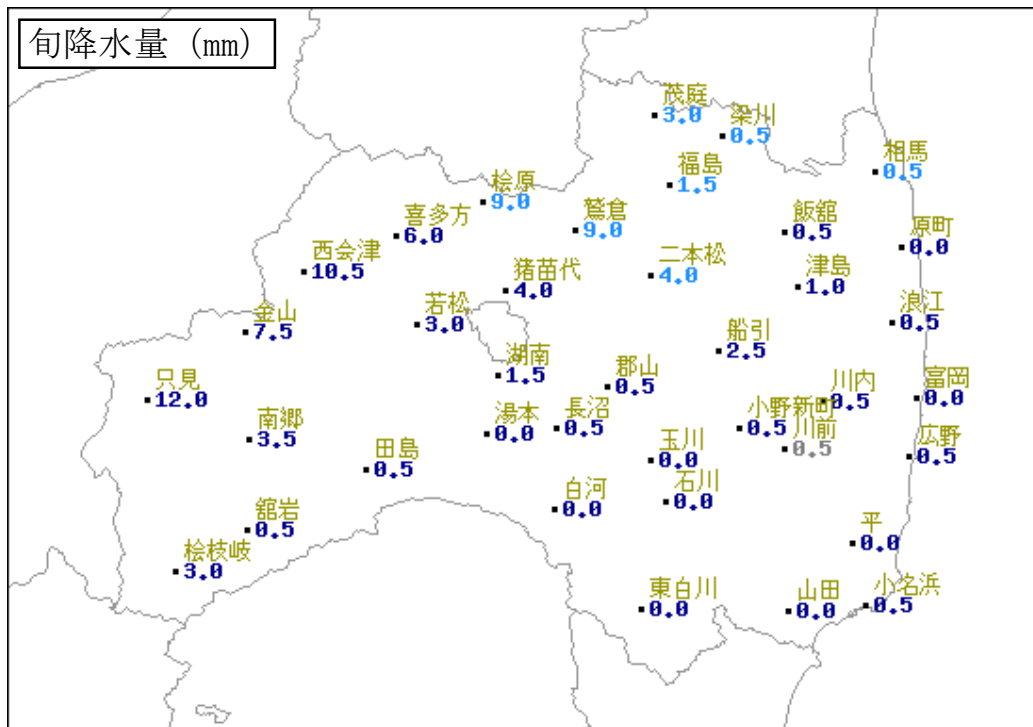 旬降水量 (mm)
茂庭
3.0
梁川
0.5
相馬
0.5
福島
1.5
桧原
9.0
鷲倉
9.0
飯舘
0.5
喜多方
6.0
原町
0.0
西会津
10.5
二本松
4.0
猪苗代
4.0
津島
1.0
若松
3.0
金山
7.5
浪江
0.5
船引
2.5
湖南
1.5
郡山
0.5
只見
12.0
川内
0.5
富岡
0.0
南郷
3.5
湯本
0.0
長沼
0.5
小野新町
0.5
川前
0.5
広野
0.5
田島
0.5
玉川
0.0
石川
0.0
白河
0.0
舘岩
0.5
平
0.0
桧枝岐
3.0
東白川
0.0
山田
0.0
小名浜
0.5